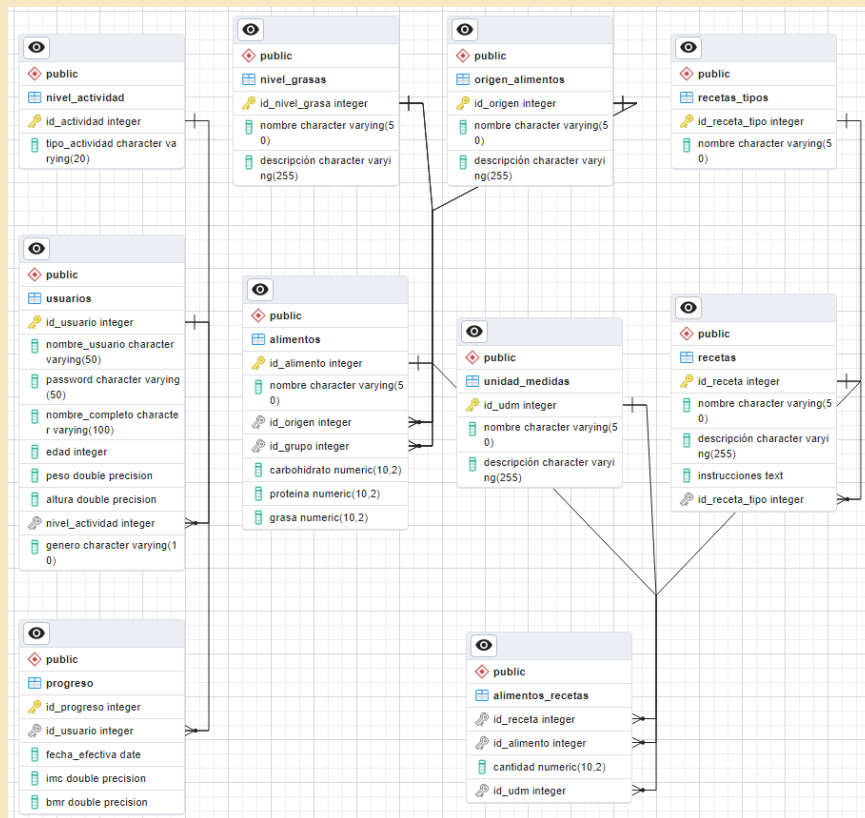 public
nivel_actividad
id_actividad integer
tipo_actividad character va
rying(20)
public
nivel_grasas
id_nivel_grasa integer
nombre character varying(5
0)
descripción character varyi
ng(255)
public
origen_alimentos
id_origen integer
nombre character varying(5
0)
descripción character varyi
ng(255)
public
recetas_tipos
id_receta_tipo integer
nombre character varying(5
0)
public
usuarios
id_usuario integer
nombre_usuario character
varying(50)
password character varying
(50)
nombre_completo characte
r varying(100)
edad integer
peso double precision
altura double precision
nivel_actividad integer
genero character varying(1
0)
public
alimentos
id_alimento integer
nombre character varying(5
0)
id_origen integer
id_grupo integer
carbohidrato numeric(10,2)
proteina numeric(10,2)
grasa numeric(10,2)
public
unidad_medidas
id_udm integer
nombre character varying(5
0)
descripción character varyi
ng(255)
public
recetas
id_receta integer
nombre character varying(5
0)
descripción character varyi
ng(255)
instrucciones text
id_receta_tipo integer
public
progreso
id_progreso integer
id_usuario integer
fecha_efectiva date
imc double precision
bmr double precision
public
alimentos_recetas
id_receta integer
id_alimento integer
cantidad numeric(10,2)
id_udm integer